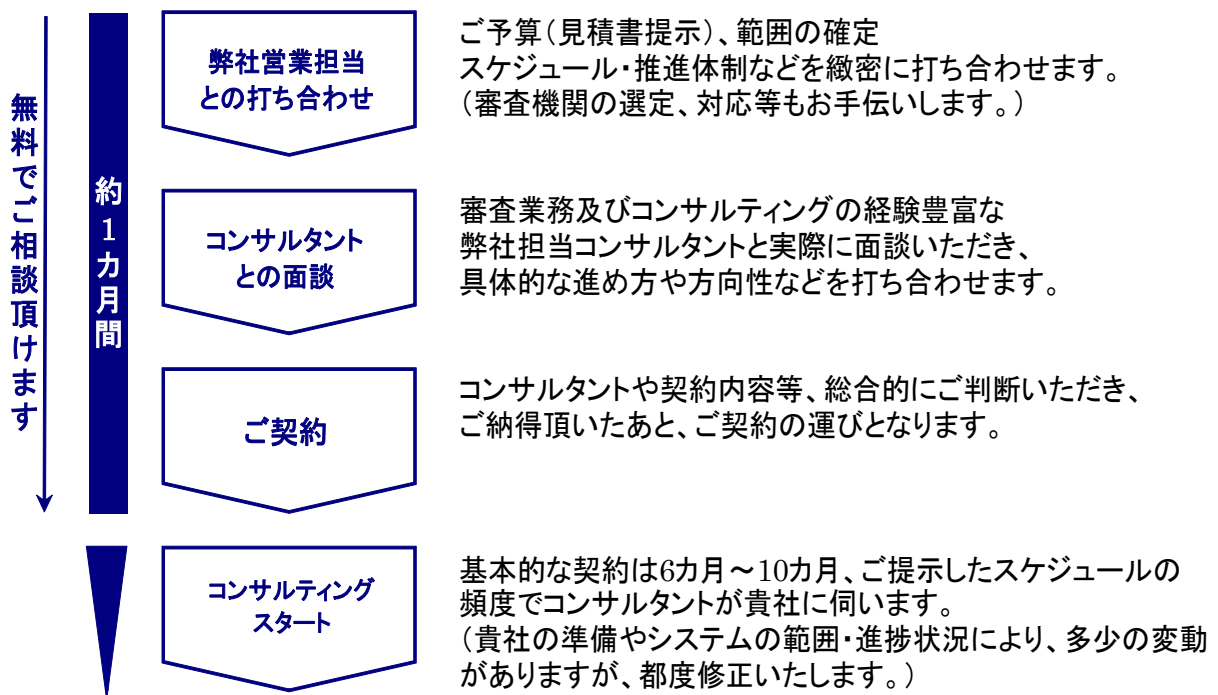 無料でご相談頂けます
約1カ月間
弊社営業担当
との打ち合わせ
ご予算(見積書提示)、範囲の確定
スケジュール・推進体制などを緻密に打ち合わせます。
(審査機関の選定、対応等もお手伝いします。)
コンサルタント
との面談
審査業務及びコンサルティングの経験豊富な
弊社担当コンサルタントと実際に面談いただき、
具体的な進め方や方向性などを打ち合わせます。
ご契約
コンサルタントや契約内容等、総合的にご判断いただき、
ご納得頂いたあと、ご契約の運びとなります。
コンサルティング
スタート
基本的な契約は6カ月～10カ月、ご提示したスケジュールの
頻度でコンサルタントが貴社に伺います。
(貴社の準備やシステムの範囲・進捗状況により、多少の変動
がありますが、都度修正いたします。)